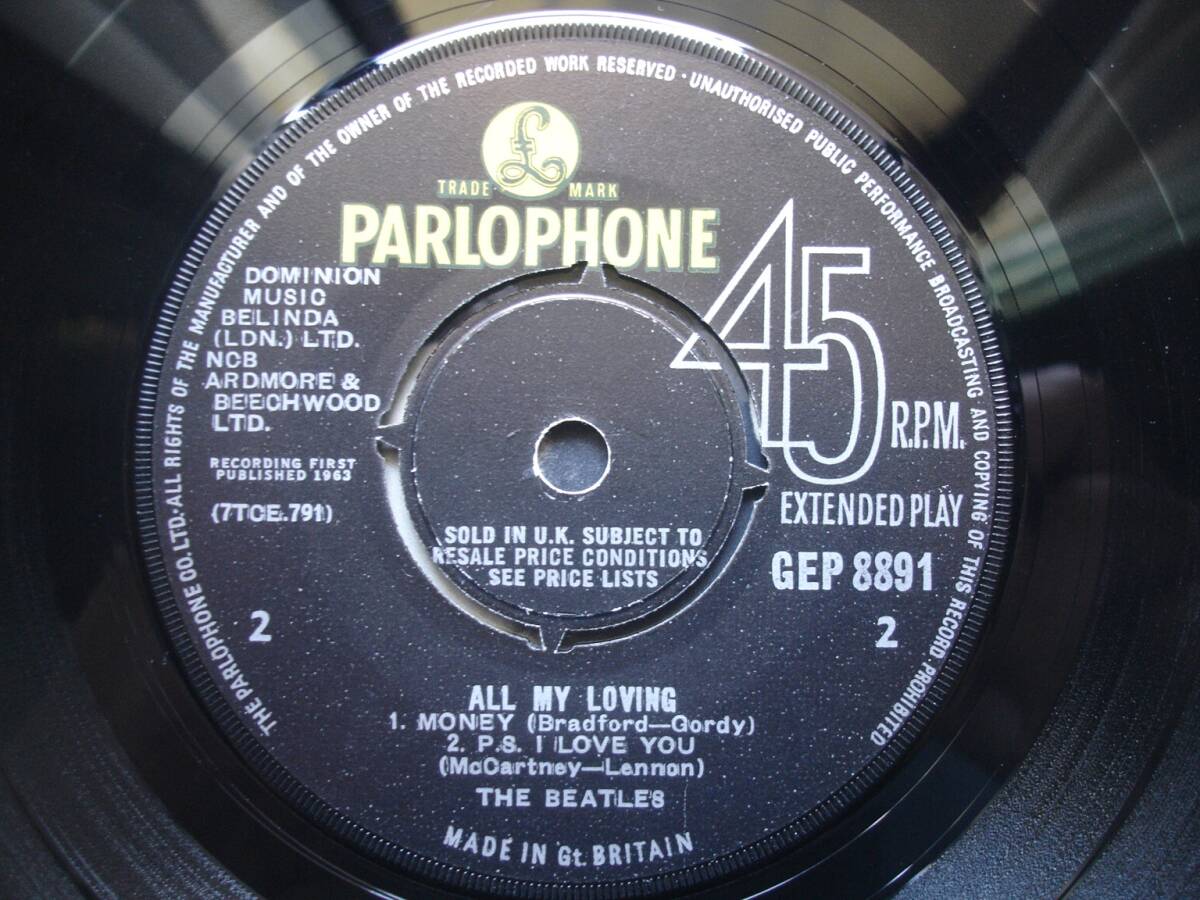 THE PARLOPHONE CO. LTD.·ALL RIGHTS OF THE MANUFACTURER AND OF THE OWNER OF THE RECORDED WORK RESERVED · UNAUTHORISED PUBLIC PERFORMANCE BROADCASTING AND COPYING OF THIS RECORD PROHIBITED
£
TRADE MARK
PARLOPHONE
DOMINION
MUSIC
BELINDA
(LDN.) LTD.
NCB
ARDMORE &
BEECHWOOD
LTD.
45
R.P.M.
RECORDING FIRST
PUBLISHED 1963
(7TCE.791)
EXTENDED PLAY
SOLD IN U.K. SUBJECT TO
RESALE PRICE CONDITIONS
SEE PRICE LISTS
GEP 8891
2
2
ALL MY LOVING
1. MONEY (Bradford—Gordy)
2. P.S. I LOVE YOU
(McCartney—Lennon)
THE BEATLES
MADE IN Gt. BRITAIN